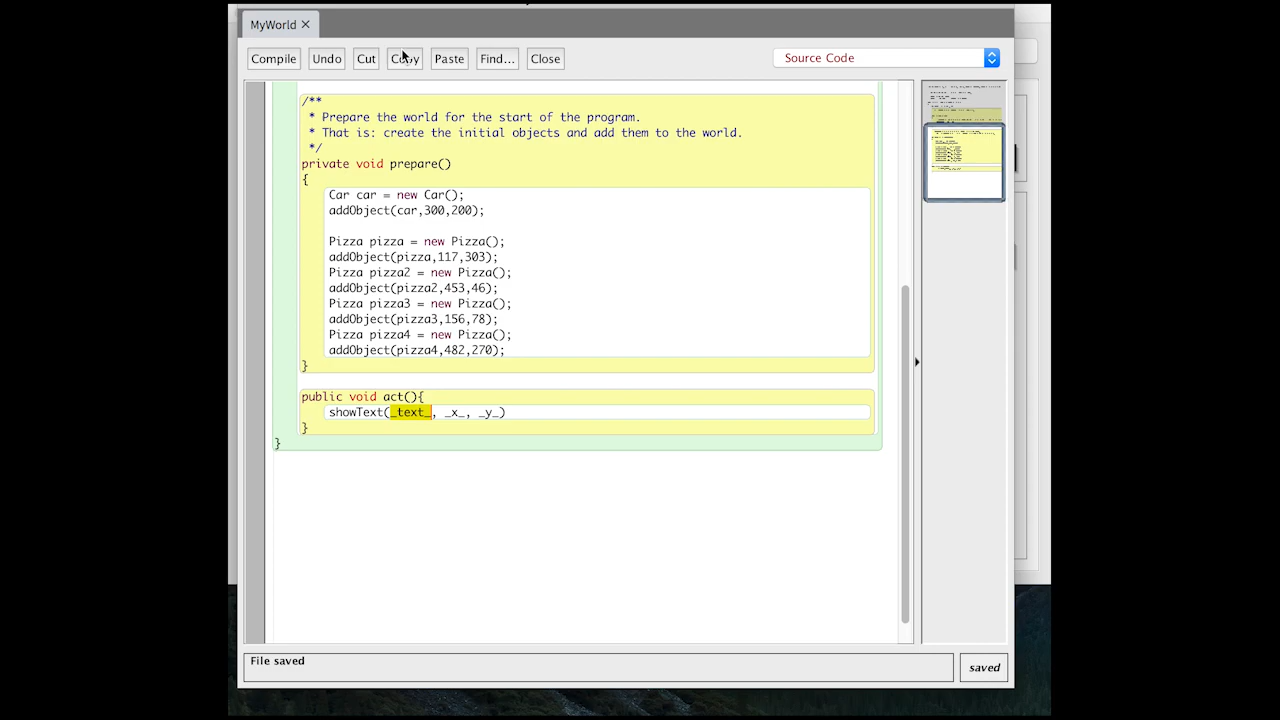 MyWorld ×
Compile Undo Cut Copy Paste Find... Close Source Code
/**
* Prepare the world for the start of the program.
* That is: create the initial objects and add them to the world.
*/
private void prepare()
{
Car car = new Car();
addObject(car,300,200);
Pizza pizza = new Pizza();
addObject(pizza,117,303);
Pizza pizza2 = new Pizza();
addObject(pizza2,453,46);
Pizza pizza3 = new Pizza();
addObject(pizza3,156,78);
Pizza pizza4 = new Pizza();
addObject(pizza4,482,270);
}
public void act(){
showText(_text_, _x_, _y_)
}
}
File saved
saved